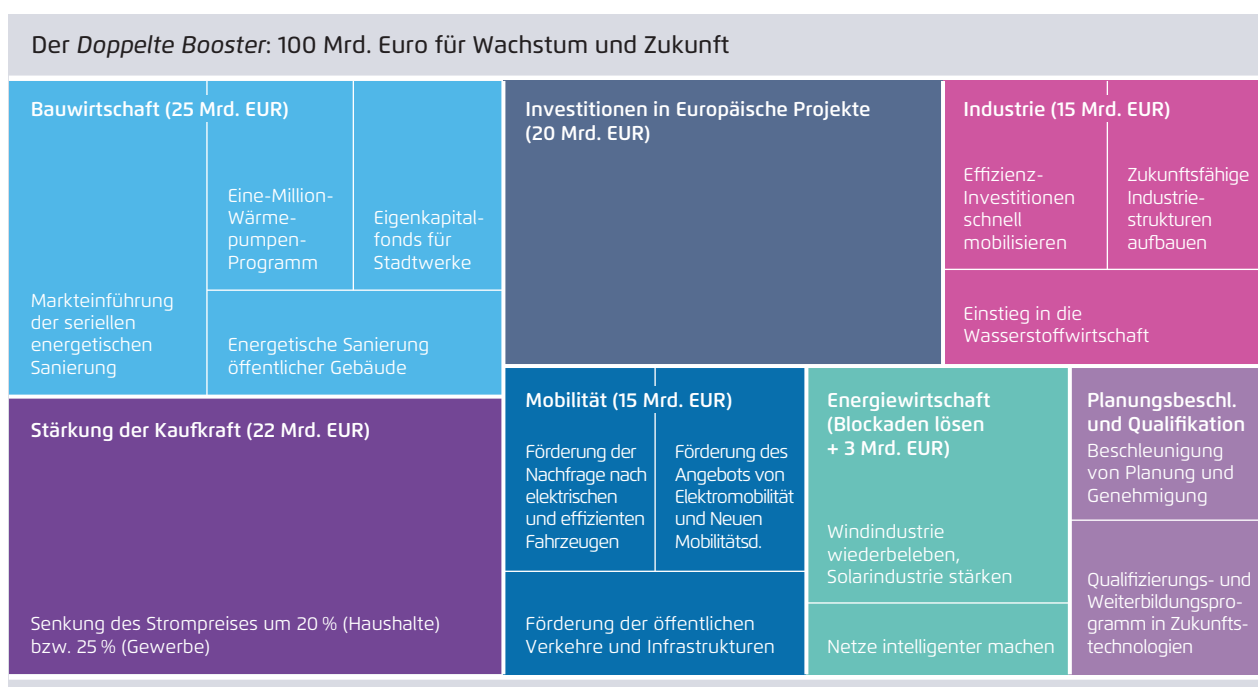 Der Doppelte Booster: 100 Mrd. Euro für Wachstum und Zukunft
Bauwirtschaft (25 Mrd. EUR)
Markteinführung
der seriellen
energetischen
Sanierung
Eine-Million-
Wärme-
pumpen-
Programm
Eigenkapital-
fonds für
Stadtwerke
Energetische Sanierung
öffentlicher Gebäude
Investitionen in Europäische Projekte
(20 Mrd. EUR)
Industrie (15 Mrd. EUR)
Effizienz-
Investitionen
schnell
mobilisieren
Zukunftsfähige
Industrie-
strukturen
aufbauen
Einstieg in die
Wasserstoffwirtschaft
Stärkung der Kaufkraft (22 Mrd. EUR)
Senkung des Strompreises um 20 % (Haushalte)
bzw. 25 % (Gewerbe)
Mobilität (15 Mrd. EUR)
Förderung der
Nachfrage nach
elektrischen
und effizienten
Fahrzeugen
Förderung des
Angebots von
Elektromobilität
und Neuen
Mobilitätsd.
Förderung der öffentlichen
Verkehre und Infrastrukturen
Energiewirtschaft
(Blockaden lösen
+ 3 Mrd. EUR)
Windindustrie
wiederbeleben,
Solarindustrie stärken
Netze intelligenter machen
Planungsbeschl.
und Qualifikation
Beschleunigung
von Planung und
Genehmigung
Qualifizierungs- und
Weiterbildungspro-
gramm in Zukunfts-
technologien